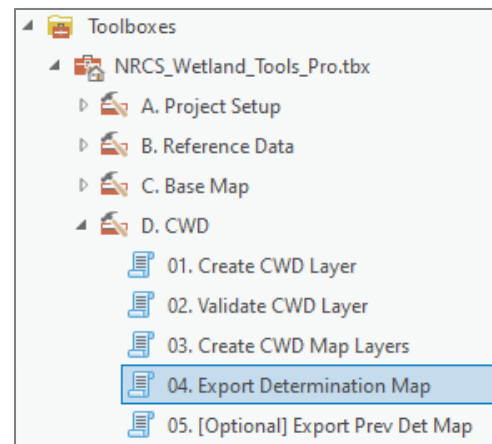 Toolboxes
NRCS_Wetland_Tools_Pro.tbx
A. Project Setup
B. Reference Data
C. Base Map
D. CWD
01. Create CWD Layer
02. Validate CWD Layer
03. Create CWD Map Layers
04. Export Determination Map
05. [Optional] Export Prev Det Map